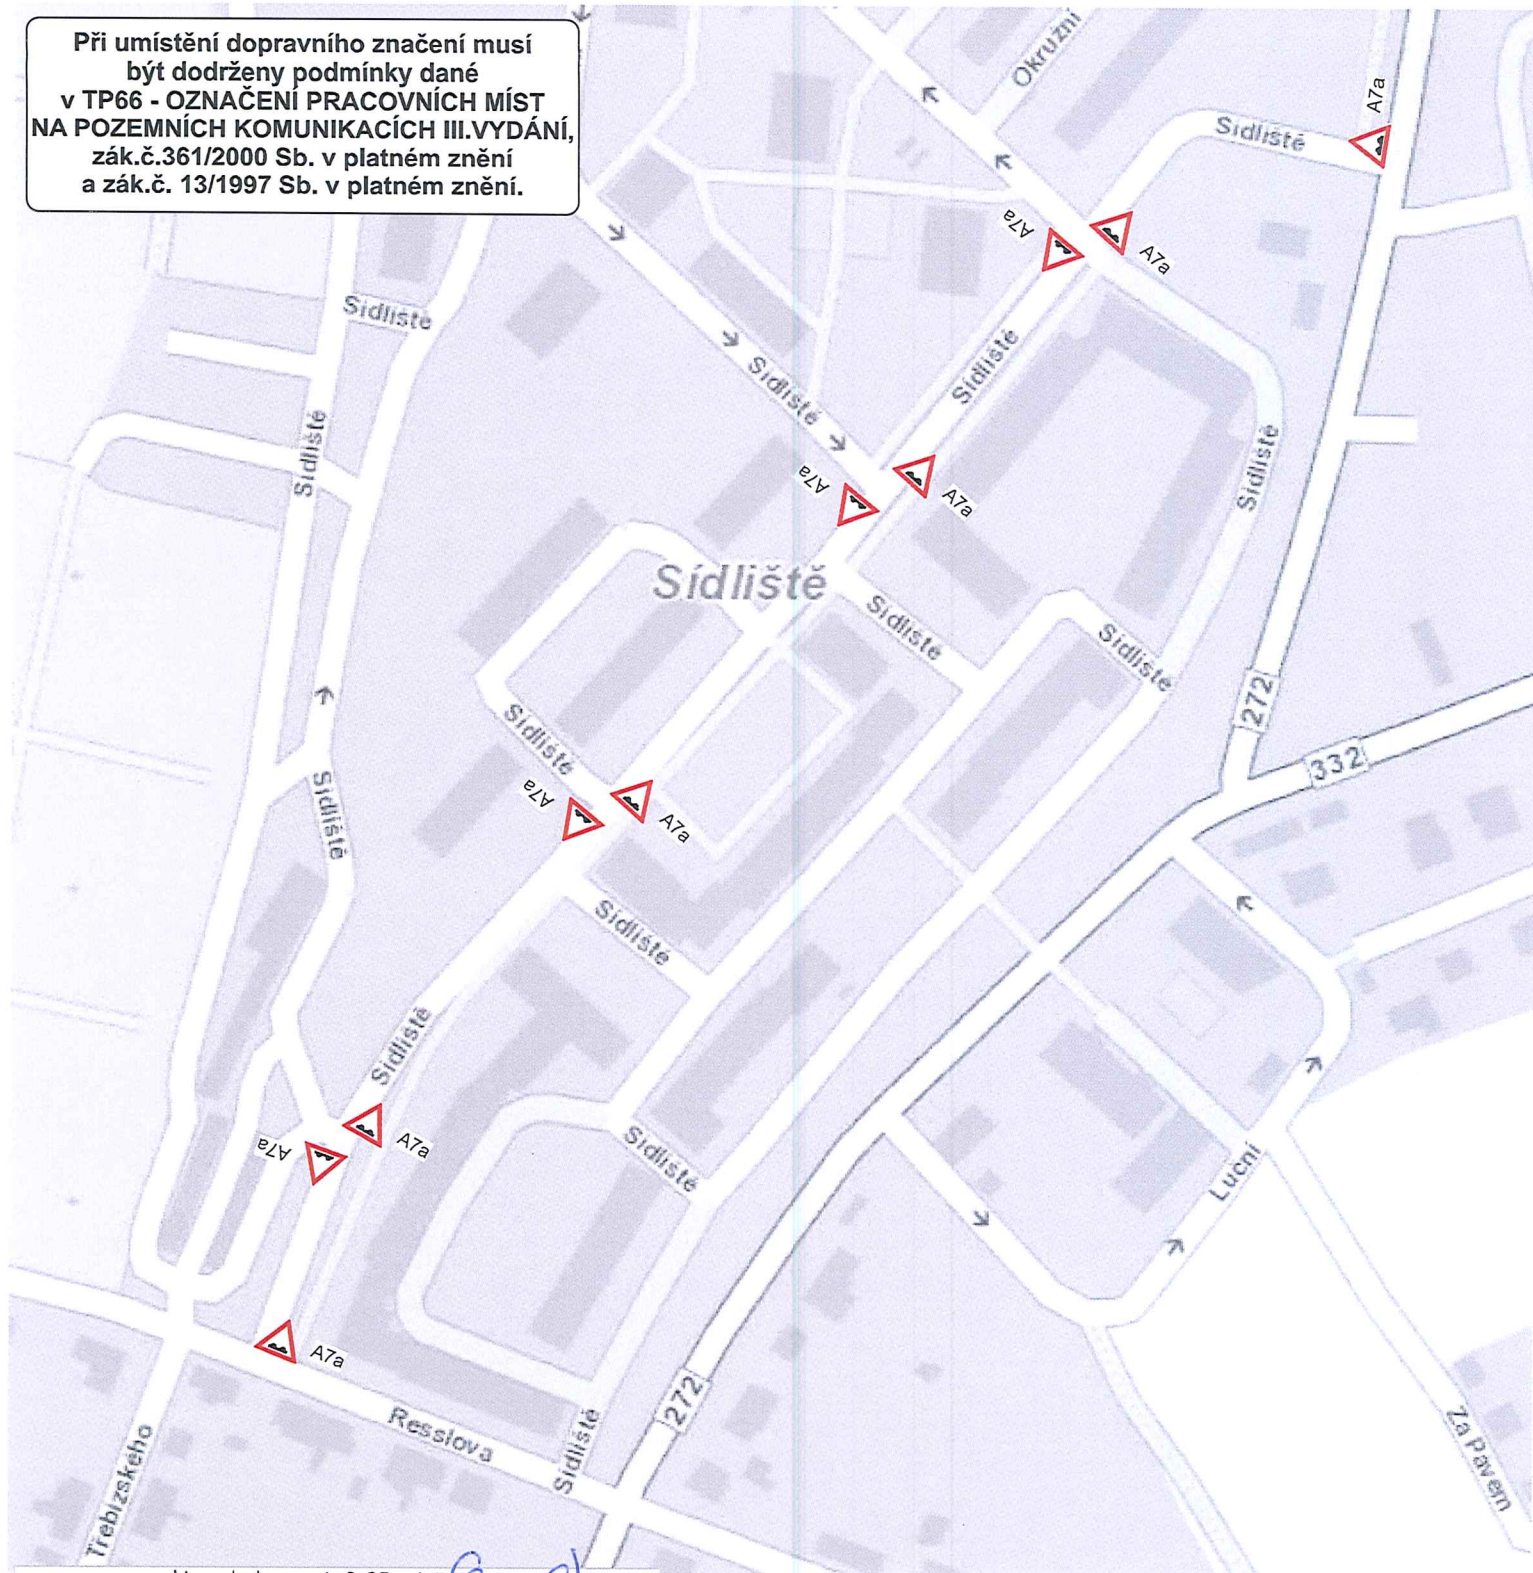 Při umístění dopravního značení musí
být dodrženy podmínky dané
v TP66 - OZNAČENÍ PRACOVNÍCH MÍST
NA POZEMNÍCH KOMUNIKACÍCH III.VYDÁNÍ,
zák.č.361/2000 Sb. v platném znění
a zák.č. 13/1997 Sb. v platném znění.
Okružní
A7a
Sídliště
A7a
A7a
Sídliště
Sídliště
Sídliště
Sídliště
Sídliště
A7a
A7a
Sídliště
Sídliště
Sídliště
Sídliště
272
Sídliště
332
Sídliště
A7a
A7a
Sídliště
Sídliště
A7a
A7a
Sídliště
Luční
A7a
272
Resslova
Sídliště
Třebízského
Za Pavem